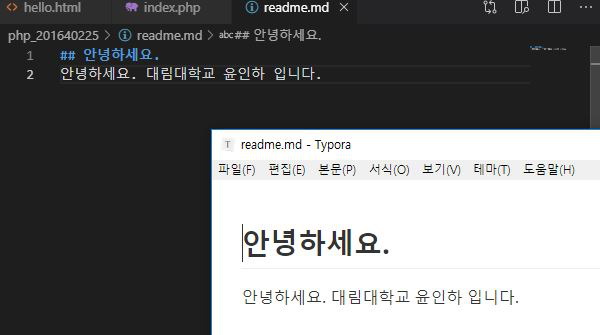 hello.html index.php readme.md ×
php_201640225 > readme.md > abc ## 안녕하세요.
1 ## 안녕하세요.
2 안녕하세요. 대림대학교 윤인하 입니다.
T readme.md - Typora
파일(F) 편집(E) 본문(P) 서식(O) 보기(V) 테마(T) 도움말(H)
안녕하세요.
안녕하세요. 대림대학교 윤인하 입니다.